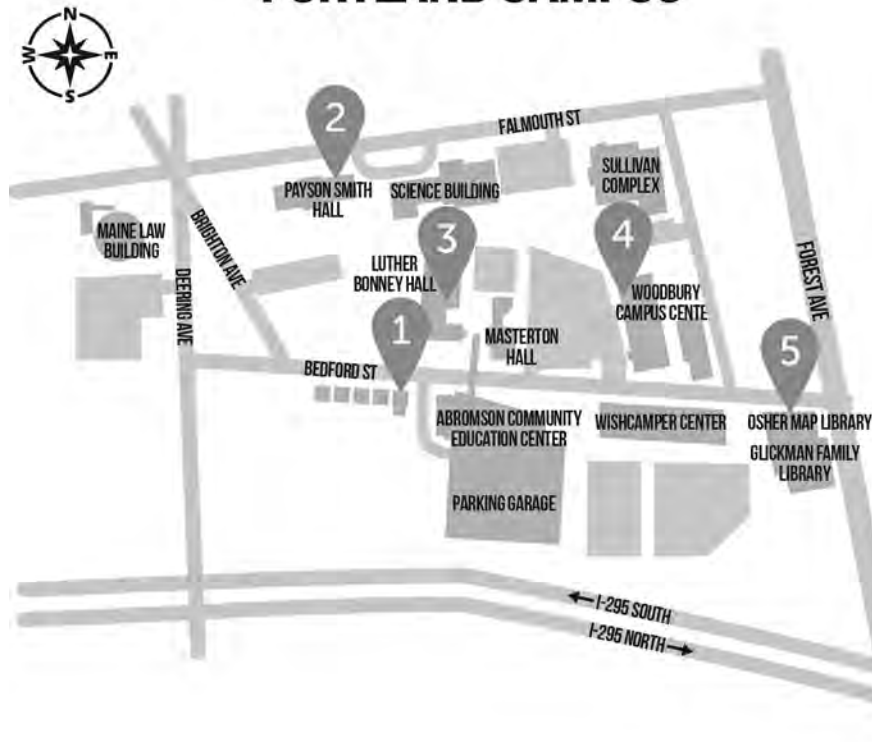 PORTLAND CAMPUS
N
W
E
S
2
FALMOUTH ST
PAYSON SMITH
HALL
SCIENCE BUILDING
SULLIVAN
COMPLEX
MAINE LAW
BUILDING
BRIGHTON AVE
DEERING AVE
3
LUTHER
BONNEY HALL
4
WOODBURY
CAMPUS CENTE
FOREST AVE
MASTERTON
HALL
1
BEDFORD ST
5
ABROMSON COMMUNITY
EDUCATION CENTER
WISHCAMPER CENTER
OSHER MAP LIBRARY
GLICKMAN FAMILY
LIBRARY
PARKING GARAGE
I-295 SOUTH
I-295 NORTH